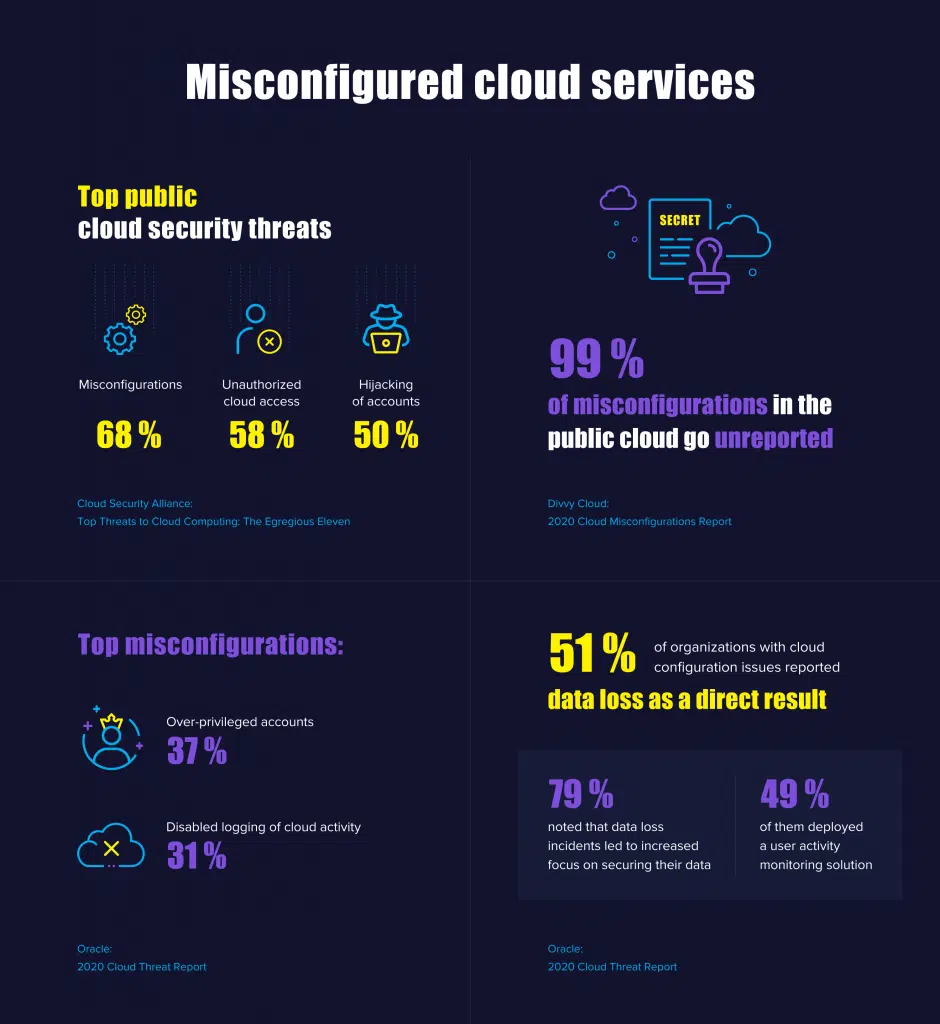 Misconfigured cloud services
Top public
cloud security threats
Misconfigurations
68 %
Unauthorized
cloud access
58 %
Hijacking
of accounts
50 %
Cloud Security Alliance:
Top Threats to Cloud Computing: The Egregious Eleven
SECRET
99 %
of misconfigurations in the
public cloud go unreported
Divvy Cloud:
2020 Cloud Misconfigurations Report
Top misconfigurations:
Over-privileged accounts
37 %
Disabled logging of cloud activity
31 %
Oracle:
2020 Cloud Threat Report
51 %
of organizations with cloud
configuration issues reported
data loss as a direct result
79 %
noted that data loss
incidents led to increased
focus on securing their data
49 %
of them deployed
a user activity
monitoring solution
Oracle:
2020 Cloud Threat Report